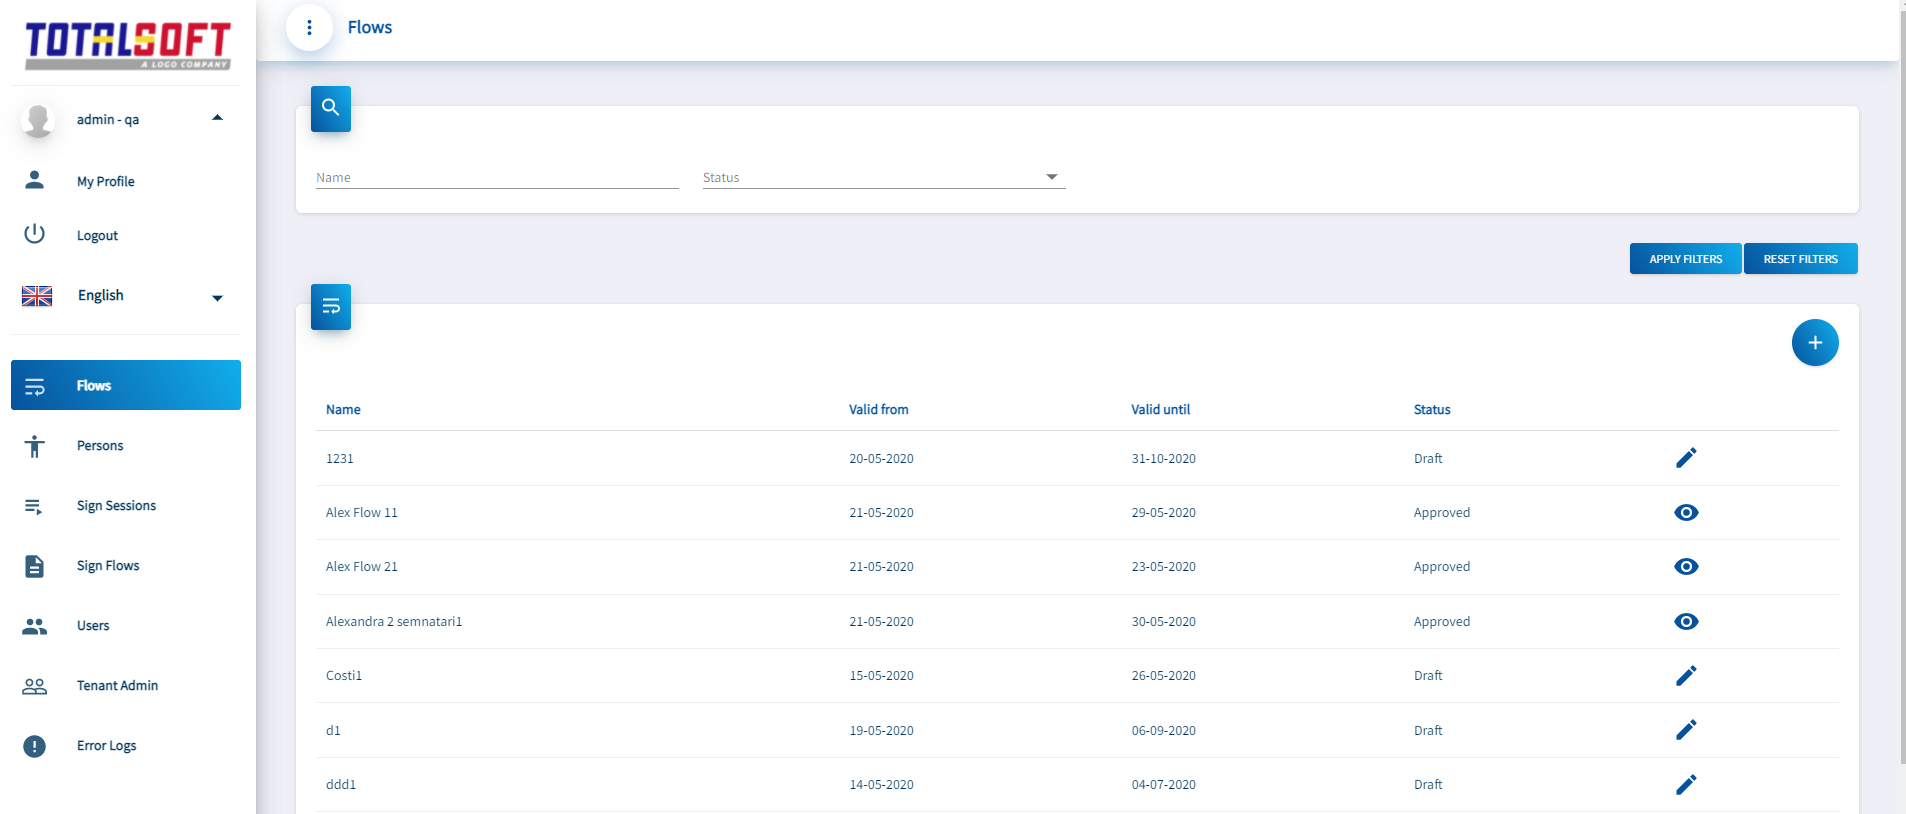 TOTALSOFT
A LOGO COMPANY
admin - qa
My Profile
Logout
English
Flows
Persons
Sign Sessions
Sign Flows
Users
Tenant Admin
Error Logs
Flows
Name Status
APPLY FILTERS RESET FILTERS
Name Valid from Valid until Status
1231 20-05-2020 31-10-2020 Draft
Alex Flow 11 21-05-2020 29-05-2020 Approved
Alex Flow 21 21-05-2020 23-05-2020 Approved
Alexandra 2 semnatari1 21-05-2020 30-05-2020 Approved
Costi1 15-05-2020 26-05-2020 Draft
d1 19-05-2020 06-09-2020 Draft
ddd1 14-05-2020 04-07-2020 Draft